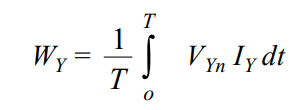 W_Y = \frac{1}{T} \int_{o}^{T} V_{Yn} I_Y dt